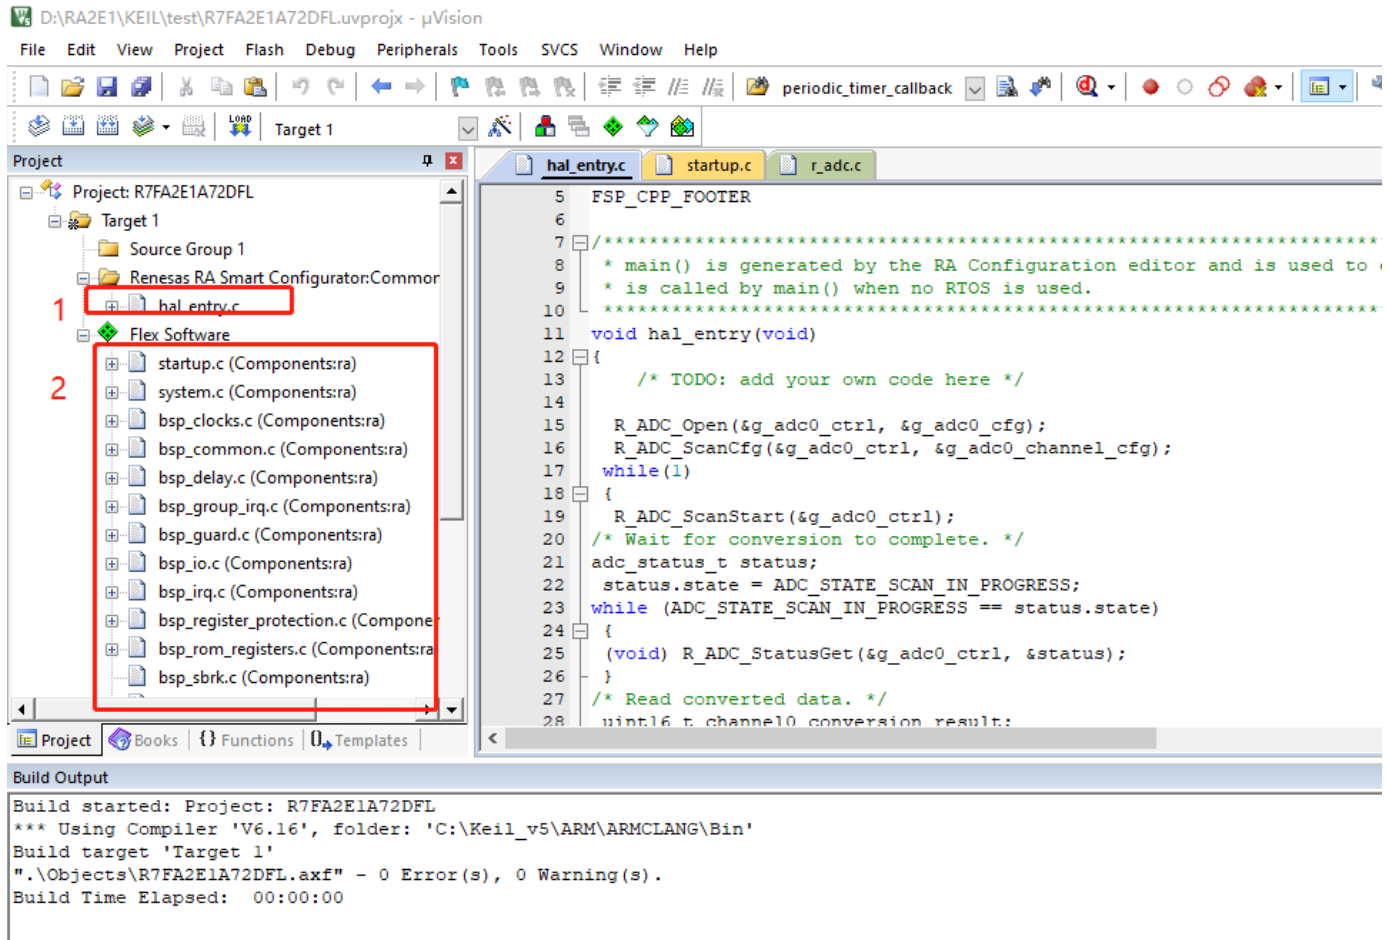 D:\RA2E1\KEIL\test\R7FA2E1A72DFL.uvprojx - µVision
File Edit View Project Flash Debug Peripherals Tools SVCS Window Help
periodic_timer_callback
LOAD Target 1
Project
Project: R7FA2E1A72DFL
Target 1
Source Group 1
Renesas RA Smart Configurator:Common
1
hal_entry.c
Flex Software
2
startup.c (Components:ra)
system.c (Components:ra)
bsp_clocks.c (Components:ra)
bsp_common.c (Components:ra)
bsp_delay.c (Components:ra)
bsp_group_irq.c (Components:ra)
bsp_guard.c (Components:ra)
bsp_io.c (Components:ra)
bsp_irq.c (Components:ra)
bsp_register_protection.c (Compone
bsp_rom_registers.c (Components:ra
bsp_sbrk.c (Components:ra)
Project Books {} Functions Templates
hal_entry.c startup.c r_adc.c
5 FSP_CPP_FOOTER
6
7 /*********************************************************************
8 * main() is generated by the RA Configuration editor and is used to
9 * is called by main() when no RTOS is used.
10 *********************************************************************
11 void hal_entry(void)
12 {
13 /* TODO: add your own code here */
14
15 R_ADC_Open(&g_adc0_ctrl, &g_adc0_cfg);
16 R_ADC_ScanCfg(&g_adc0_ctrl, &g_adc0_channel_cfg);
17 while(1)
18 {
19 R_ADC_ScanStart(&g_adc0_ctrl);
20 /* Wait for conversion to complete. */
21 adc_status_t status;
22 status.state = ADC_STATE_SCAN_IN_PROGRESS;
23 while (ADC_STATE_SCAN_IN_PROGRESS == status.state)
24 {
25 (void) R_ADC_StatusGet(&g_adc0_ctrl, &status);
26 }
27 /* Read converted data. */
28 uint16_t channel0_conversion_result;
Build Output
Build started: Project: R7FA2E1A72DFL
*** Using Compiler 'V6.16', folder: 'C:\Keil_v5\ARM\ARMCLANG\Bin'
Build target 'Target 1'
".\Objects\R7FA2E1A72DFL.axf" - 0 Error(s), 0 Warning(s).
Build Time Elapsed: 00:00:00